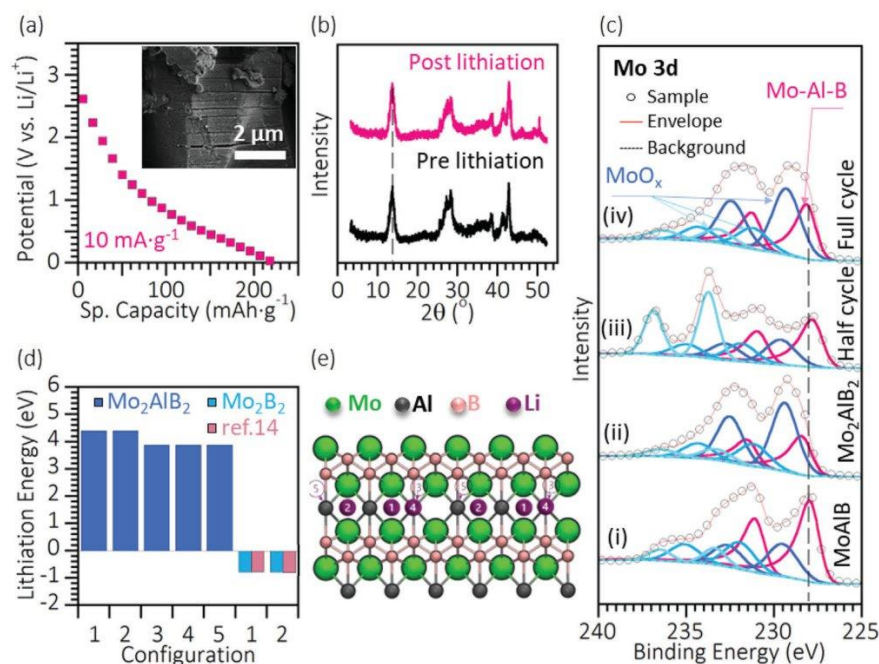 (a)
Potential (V vs. Li/Li⁺)
3
2
1
0
2 μm
10 mA·g⁻¹
0 100 200
Sp. Capacity (mAh·g⁻¹)
(b)
Intensity
Post lithiation
Pre lithiation
0 10 20 30 40 50
2θ (°)
(c)
Mo 3d
Sample
Envelope
Background
Mo-Al-B
MoOₓ
(iv)
Full cycle
(iii)
Half cycle
(ii)
Mo₂AlB₂
(i)
MoAlB
Intensity
240 235 230 225
Binding Energy (eV)
(d)
Lithiation Energy (eV)
6
5
4
3
2
1
0
-1
-2
Mo₂AlB₂ Mo₂B₂
ref.14
1 2 3 4 5 1 2
Configuration
(e)
Mo Al B Li
5 3 5 3
2 1 4 2 1 4